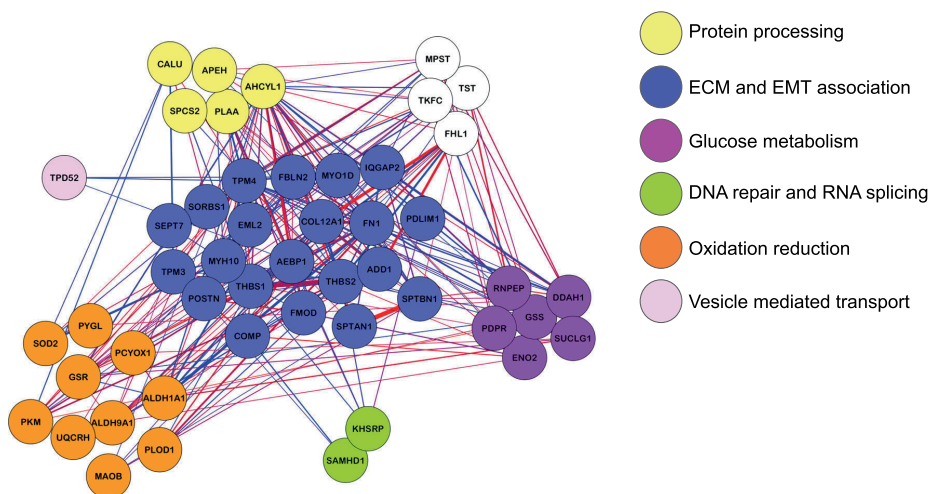 CALU
APEH
AHCYL1
SPCS2
PLAA
MPST
TST
TKFC
FHL1
TPD52
TPM4
FBLN2
MYO1D
IQGAP2
SORBS1
SEPT7
EML2
COL12A1
FN1
PDLIM1
MYH10
AEBP1
TPM3
THBS1
THBS2
ADD1
POSTN
FMOD
SPTBN1
COMP
SPTAN1
RNPEP
DDAH1
GSS
PDPR
SUCLG1
ENO2
PYGL
SOD2
PCYOX1
GSR
ALDH1A1
PKM
ALDH9A1
UQCRH
PLOD1
MAOB
KHSRP
SAMHD1
Protein processing
ECM and EMT association
Glucose metabolism
DNA repair and RNA splicing
Oxidation reduction
Vesicle mediated transport